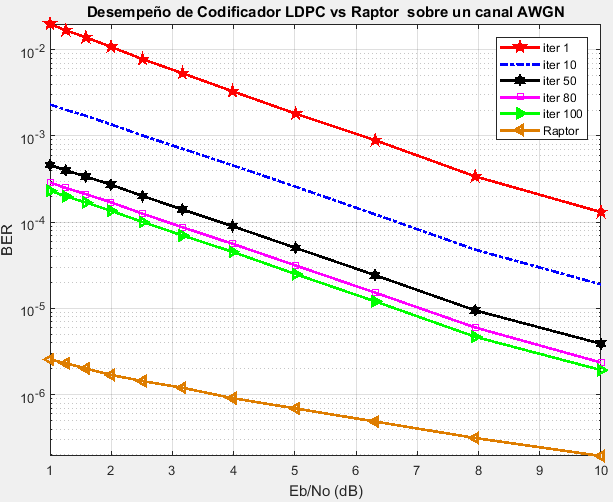 Desempeño de Codificador LDPC vs Raptor sobre un canal AWGN
iter 1
iter 10
iter 50
iter 80
iter 100
Raptor
BER
10^-2
10^-3
10^-4
10^-5
10^-6
1 2 3 4 5 6 7 8 9 10
Eb/No (dB)